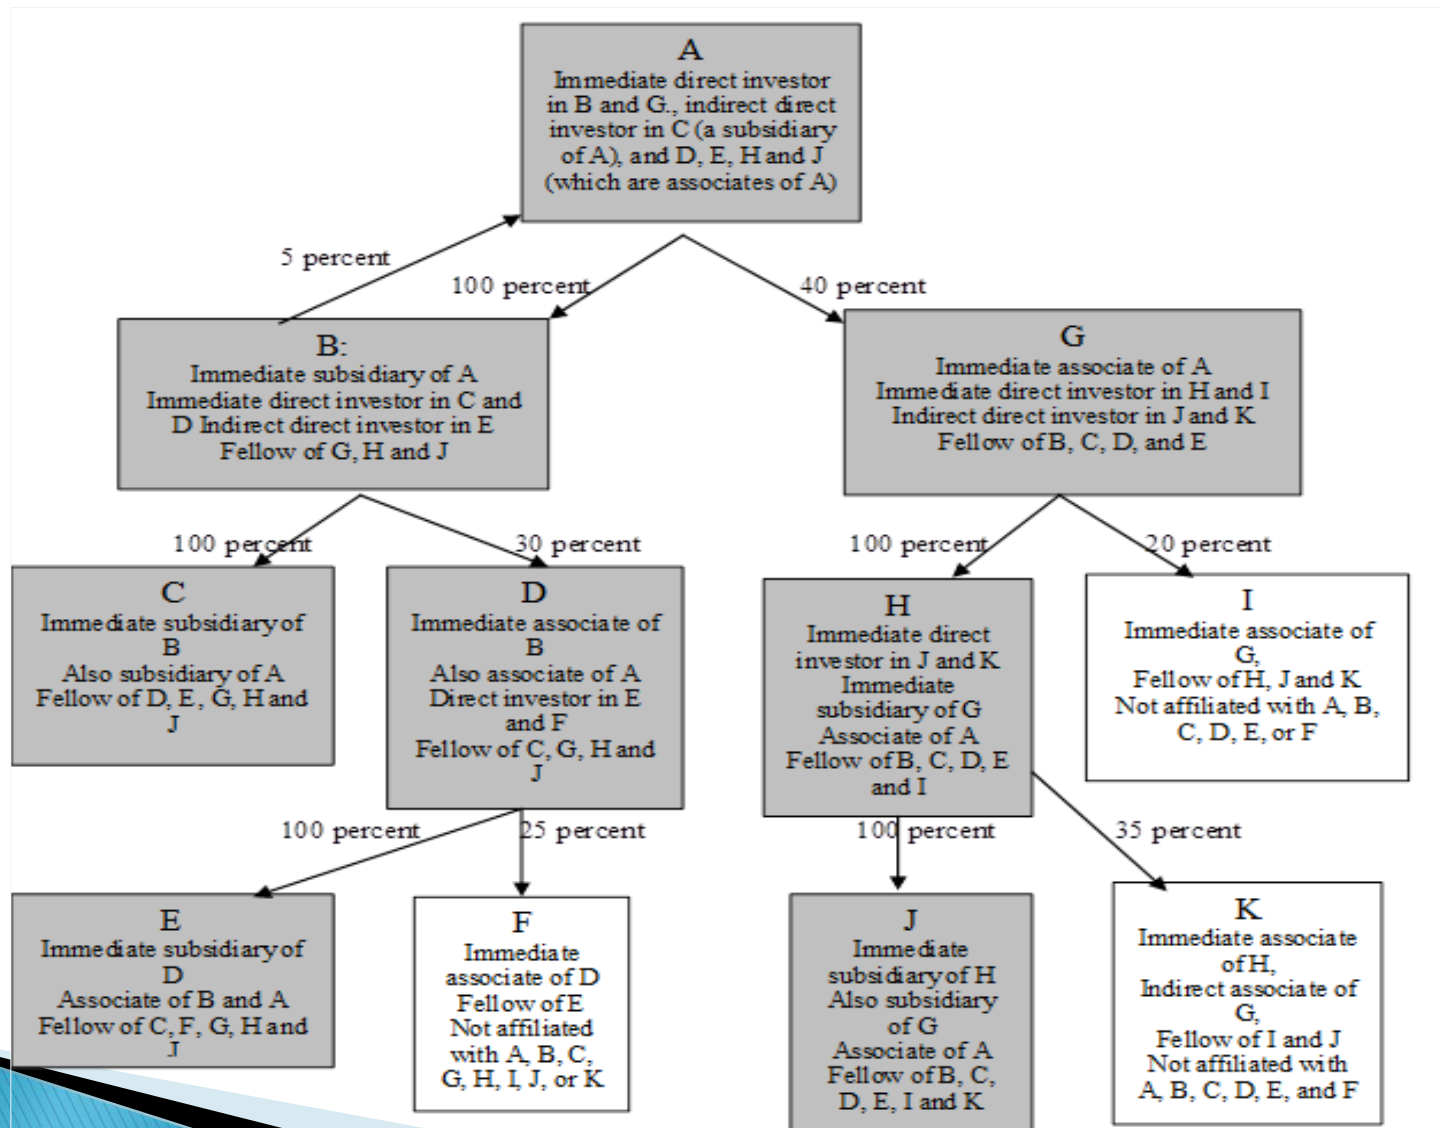 A
Immediate direct investor
in B and G., indirect direct
investor in C (a subsidiary
of A), and D, E, H and J
(which are associates of A)
5 percent
100 percent
40 percent
B:
Immediate subsidiary of A
Immediate direct investor in C and
D Indirect direct investor in E
Fellow of G, H and J
G
Immediate associate of A
Immediate direct investor in H and I
Indirect direct investor in J and K
Fellow of B, C, D, and E
100 percent
30 percent
100 percent
20 percent
C
Immediate subsidiary of
B
Also subsidiary of A
Fellow of D, E, G, H and
J
D
Immediate associate of
B
Also associate of A
Direct investor in E
and F
Fellow of C, G, H and
J
H
Immediate direct
investor in J and K
Immediate
subsidiary of G
Associate of A
Fellow of B, C, D, E
and I
I
Immediate associate of
G,
Fellow of H, J and K
Not affiliated with A, B,
C, D, E, or F
100 percent
25 percent
100 percent
35 percent
E
Immediate subsidiary of
D
Associate of B and A
Fellow of C, F, G, H and
J
F
Immediate
associate of D
Fellow of E
Not affiliated
with A, B, C,
G, H, I, J, or K
J
Immediate
subsidiary of H
Also subsidiary
of G
Associate of A
Fellow of B, C,
D, E, I and K
K
Immediate associate
of H,
Indirect associate of
G,
Fellow of I and J
Not affiliated with
A, B, C, D, E, and F